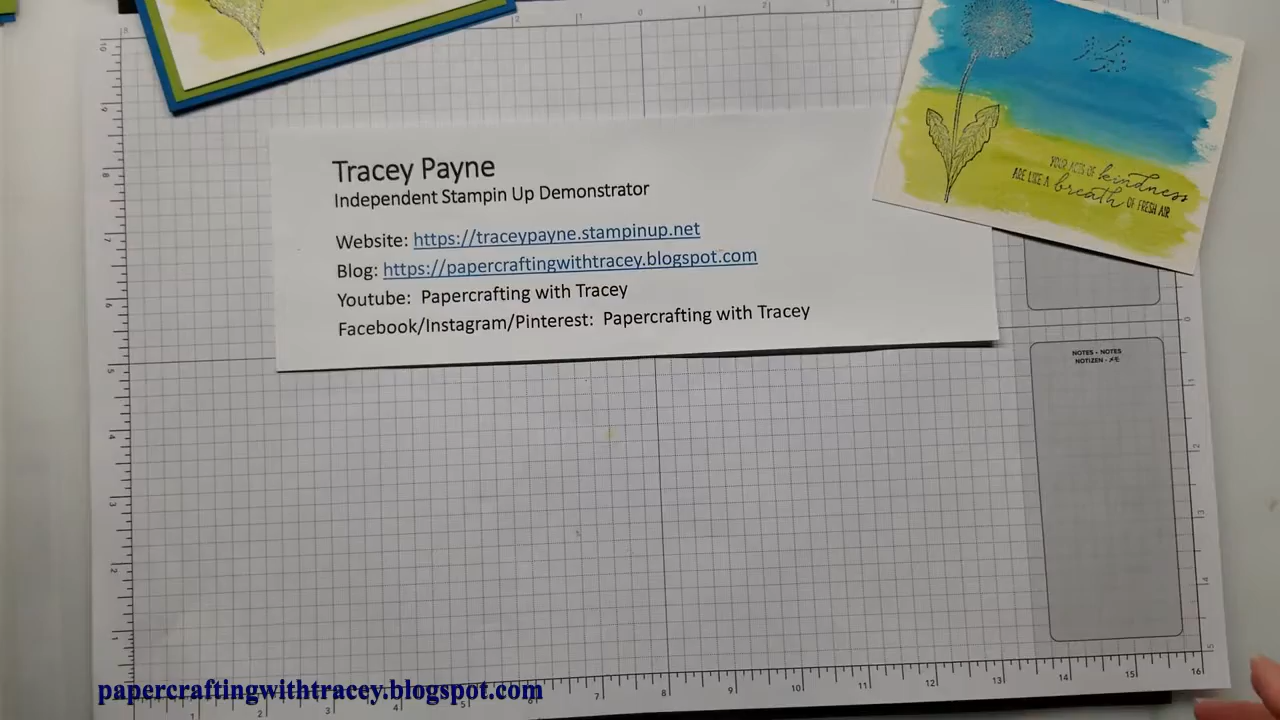 Tracey Payne
Independent Stampin Up Demonstrator
Website: https://traceypayne.stampinup.net
Blog: https://papercraftingwithtracey.blogspot.com
Youtube: Papercrafting with Tracey
Facebook/Instagram/Pinterest: Papercrafting with Tracey
YOUR ACTS OF kindness
ARE LIKE A breath OF FRESH AIR
NOTES • NOTES
NOTIZEN •
papercraftingwithtracey.blogspot.com